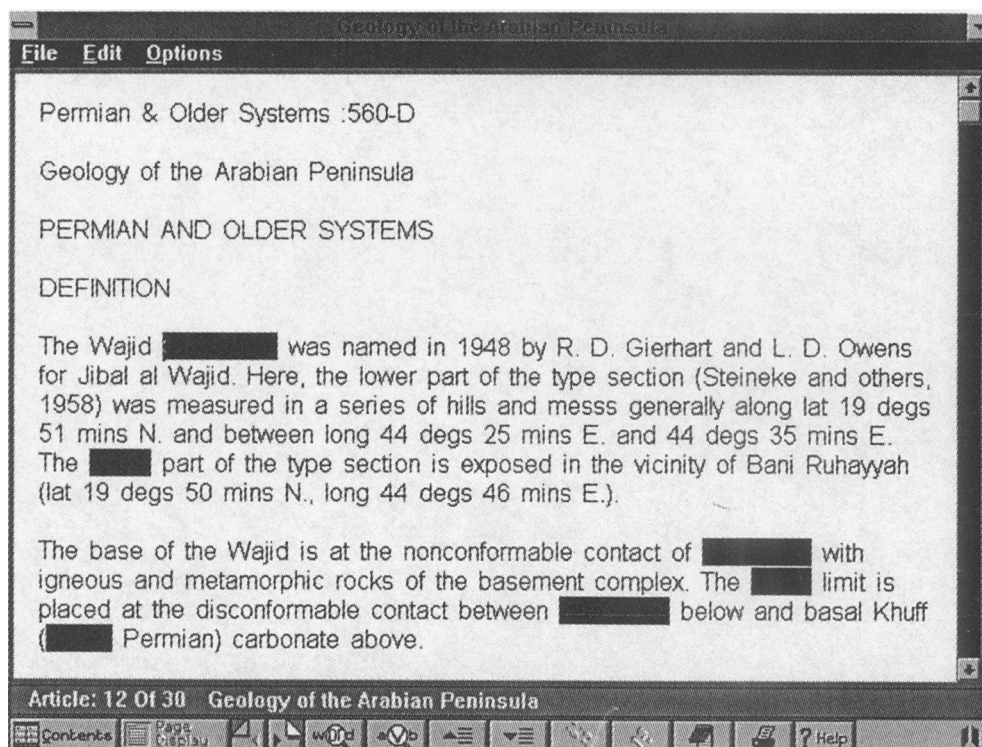 Geology of the Arabian Peninsula
File Edit Options
Permian & Older Systems :560-D
Geology of the Arabian Peninsula
PERMIAN AND OLDER SYSTEMS
DEFINITION
The Wajid was named in 1948 by R. D. Gierhart and L. D. Owens
for Jibal al Wajid. Here, the lower part of the type section (Steineke and others,
1958) was measured in a series of hills and messs generally along lat 19 degs
51 mins N. and between long 44 degs 25 mins E. and 44 degs 35 mins E.
The part of the type section is exposed in the vicinity of Bani Ruhayyah
(lat 19 degs 50 mins N., long 44 degs 46 mins E.).
The base of the Wajid is at the nonconformable contact of with
igneous and metamorphic rocks of the basement complex. The limit is
placed at the disconformable contact between below and basal Khuff
( Permian) carbonate above.
Article: 12 Of 30 Geology of the Arabian Peninsula
Contents Page Display word aVb ? Help